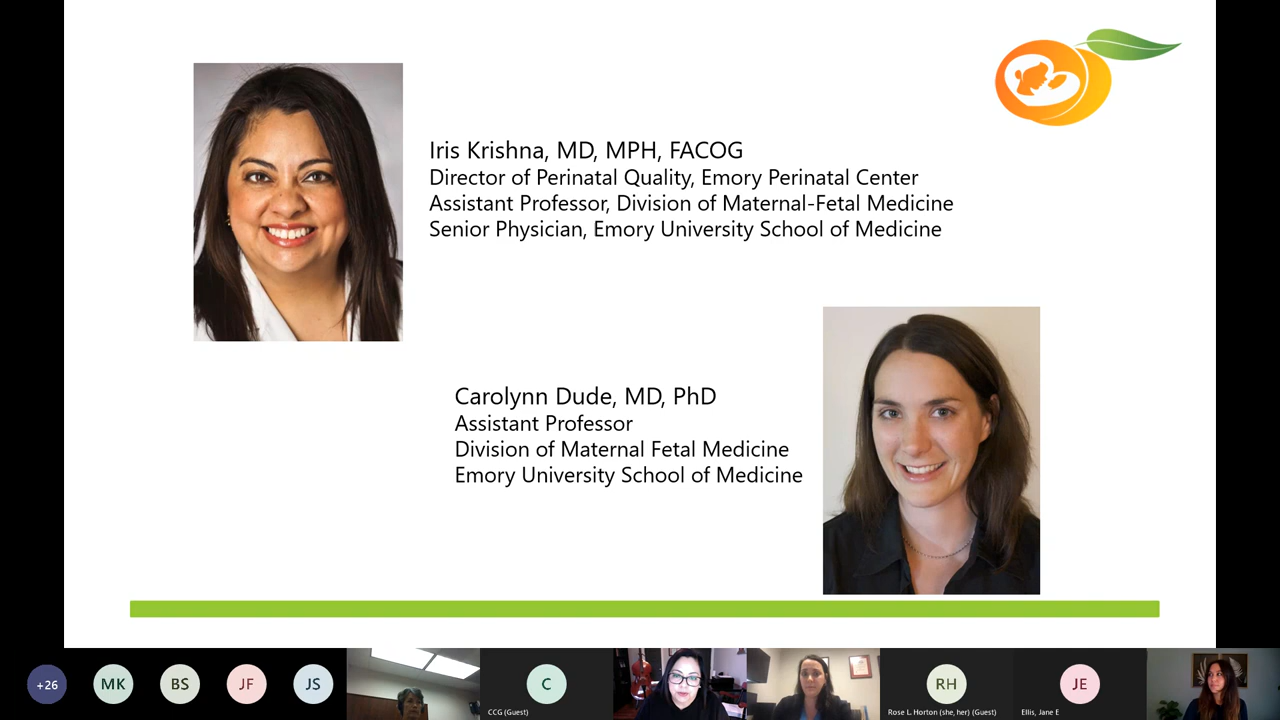 Iris Krishna, MD, MPH, FACOG
Director of Perinatal Quality, Emory Perinatal Center
Assistant Professor, Division of Maternal-Fetal Medicine
Senior Physician, Emory University School of Medicine
Carolynn Dude, MD, PhD
Assistant Professor
Division of Maternal Fetal Medicine
Emory University School of Medicine
+26
MK
BS
JF
JS
C
CCG (Guest)
RH
Rose L. Horton (she, her) (Guest)
JE
Ellis, Jane E